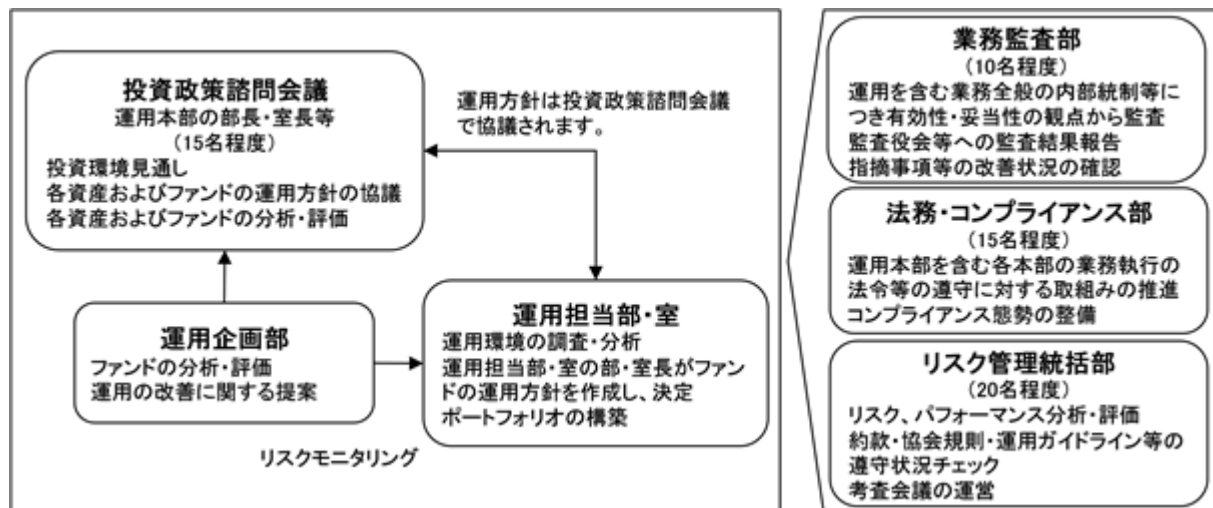 投資政策諮問会議
運用本部の部長・室長等
(15名程度)
投資環境見通し
各資産およびファンドの運用方針の協議
各資産およびファンドの分析・評価
運用方針は投資政策諮問会議
で協議されます。
運用企画部
ファンドの分析・評価
運用の改善に関する提案
運用担当部・室
運用環境の調査・分析
運用担当部・室の部・室長がファン
ドの運用方針を作成し、決定
ポートフォリオの構築
リスクモニタリング
業務監査部
(10名程度)
運用を含む業務全般の内部統制等に
つき有効性・妥当性の観点から監査
監査役会等への監査結果報告
指摘事項等の改善状況の確認
法務・コンプライアンス部
(15名程度)
運用本部を含む各本部の業務執行の
法令等の遵守に対する取組みの推進
コンプライアンス態勢の整備
リスク管理統括部
(20名程度)
リスク、パフォーマンス分析・評価
約款・協会規則・運用ガイドライン等の
遵守状況チェック
考査会議の運営